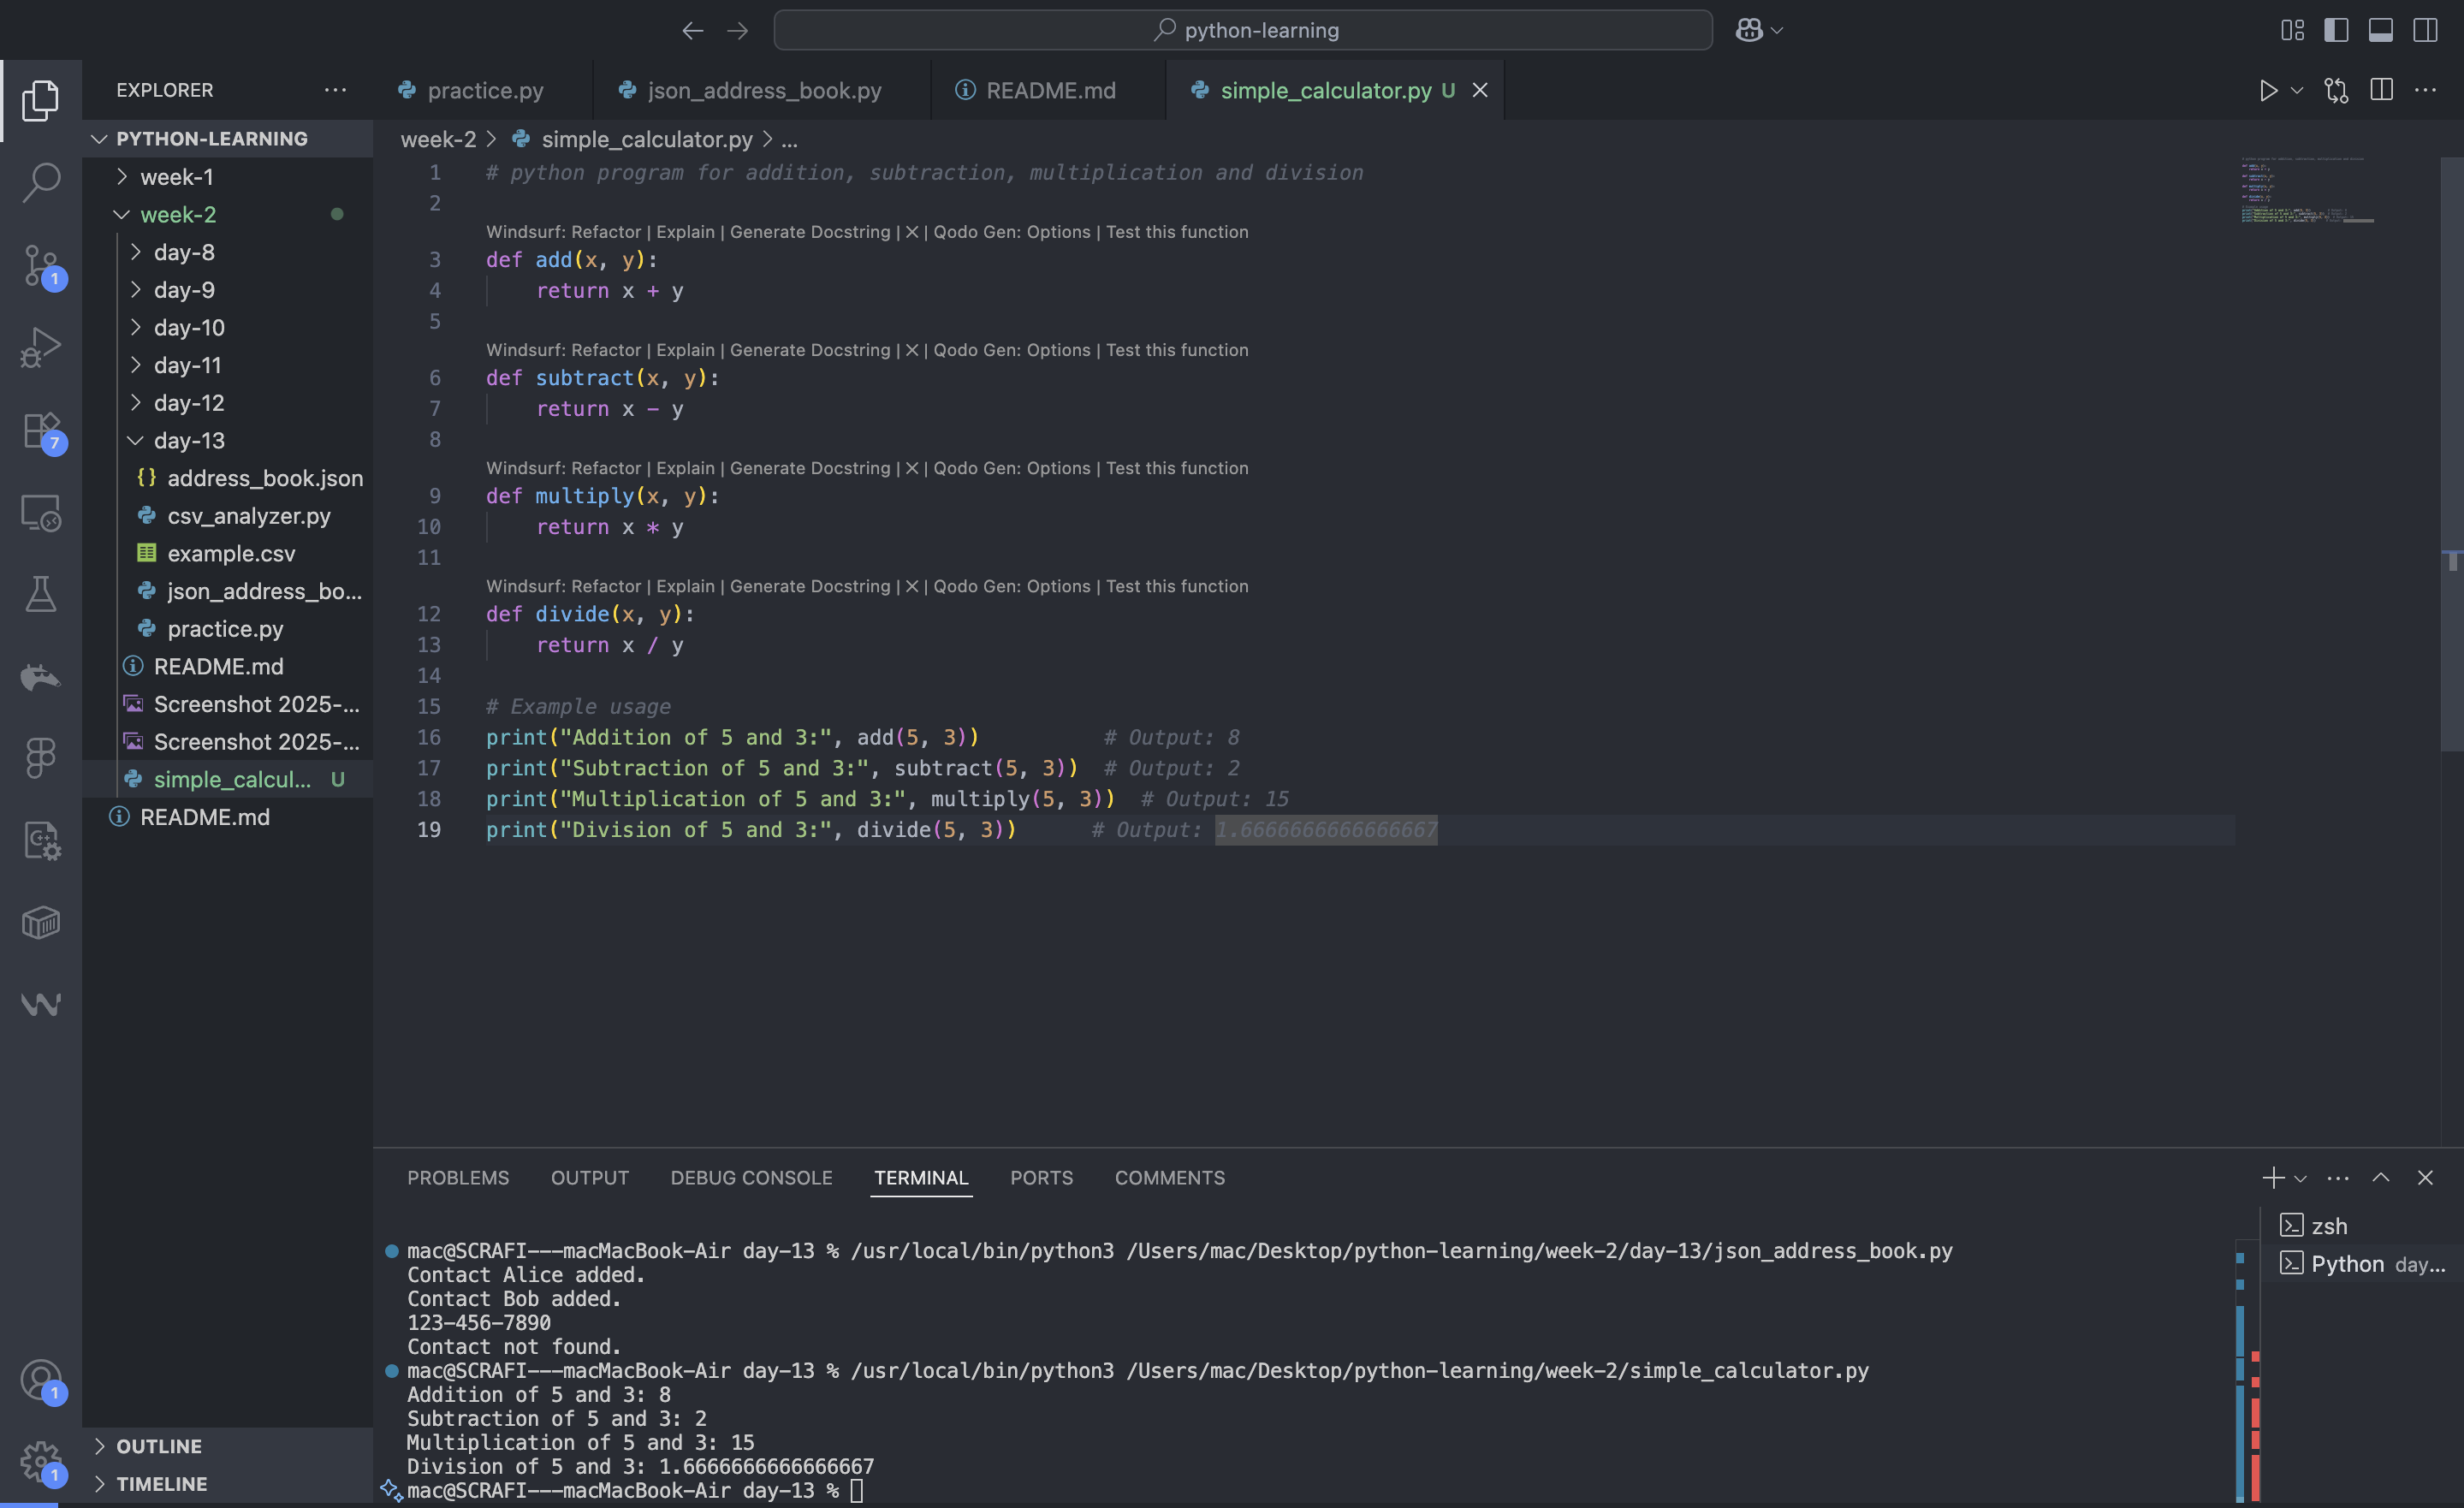 python-learning
EXPLORER
practice.py
json_address_book.py
README.md
simple_calculator.py U
PYTHON-LEARNING
week-1
week-2
day-8
day-9
day-10
day-11
day-12
day-13
address_book.json
csv_analyzer.py
example.csv
json_address_bo...
practice.py
README.md
Screenshot 2025-...
Screenshot 2025-...
simple_calcul... U
README.md
OUTLINE
TIMELINE
1
7
1
1
week-2 > simple_calculator.py > ...
1 # python program for addition, subtraction, multiplication and division
2
Windsurf: Refactor | Explain | Generate Docstring | X | Qodo Gen: Options | Test this function
3 def add(x, y):
4     return x + y
5
Windsurf: Refactor | Explain | Generate Docstring | X | Qodo Gen: Options | Test this function
6 def subtract(x, y):
7     return x - y
8
Windsurf: Refactor | Explain | Generate Docstring | X | Qodo Gen: Options | Test this function
9 def multiply(x, y):
10     return x * y
11
Windsurf: Refactor | Explain | Generate Docstring | X | Qodo Gen: Options | Test this function
12 def divide(x, y):
13     return x / y
14
15 # Example usage
16 print("Addition of 5 and 3:", add(5, 3))          # Output: 8
17 print("Subtraction of 5 and 3:", subtract(5, 3))  # Output: 2
18 print("Multiplication of 5 and 3:", multiply(5, 3))  # Output: 15
19 print("Division of 5 and 3:", divide(5, 3))      # Output: 1.6666666666666667
PROBLEMS OUTPUT DEBUG CONSOLE TERMINAL PORTS COMMENTS
mac@SCRAFI---macMacBook-Air day-13 % /usr/local/bin/python3 /Users/mac/Desktop/python-learning/week-2/day-13/json_address_book.py
Contact Alice added.
Contact Bob added.
123-456-7890
Contact not found.
mac@SCRAFI---macMacBook-Air day-13 % /usr/local/bin/python3 /Users/mac/Desktop/python-learning/week-2/simple_calculator.py
Addition of 5 and 3: 8
Subtraction of 5 and 3: 2
Multiplication of 5 and 3: 15
Division of 5 and 3: 1.6666666666666667
mac@SCRAFI---macMacBook-Air day-13 %
zsh
Python day...